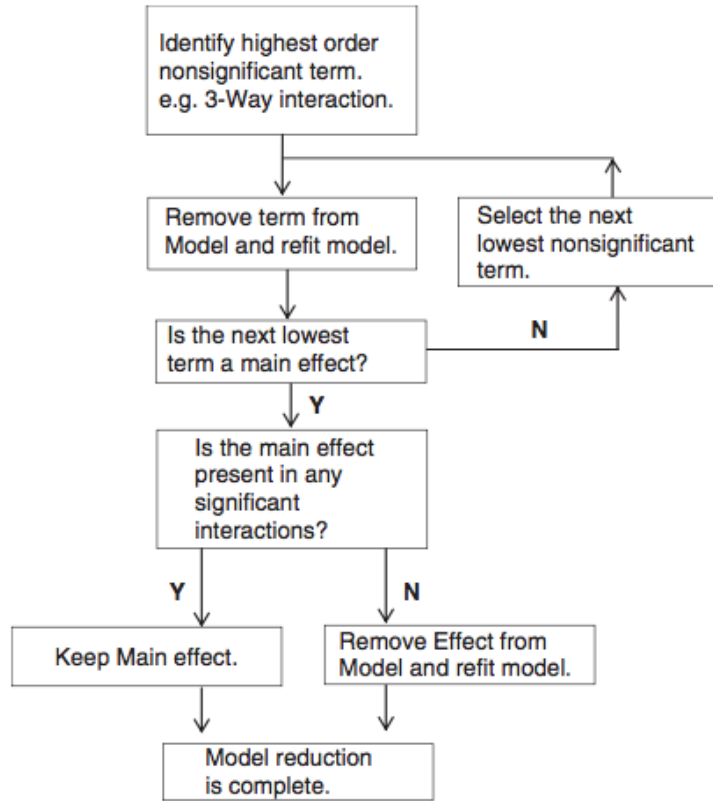 Identify highest order
nonsignificant term.
e.g. 3-Way interaction.
Remove term from
Model and refit model.
Select the next
lowest nonsignificant
term.
Is the next lowest
term a main effect?
N
Y
Is the main effect
present in any
significant
interactions?
Y
N
Keep Main effect.
Remove Effect from
Model and refit model.
Model reduction
is complete.